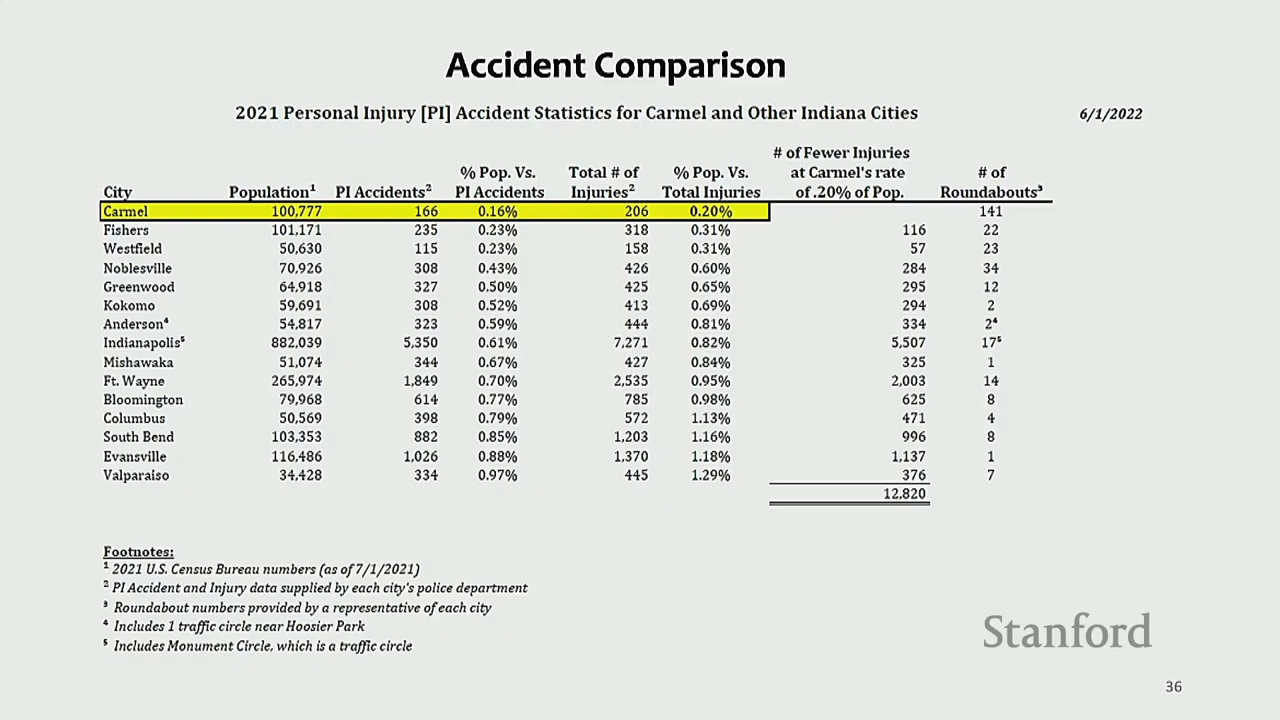 Accident Comparison
2021 Personal Injury [PI] Accident Statistics for Carmel and Other Indiana Cities 6/1/2022
# of Fewer Injuries
% Pop. Vs. Total # of % Pop. Vs. at Carmel's rate # of
City Population¹ PI Accidents² PI Accidents Injuries² Total Injuries of .20% of Pop. Roundabouts³
Carmel 100,777 166 0.16% 206 0.20% 141
Fishers 101,171 235 0.23% 318 0.31% 116 22
Westfield 50,630 115 0.23% 158 0.31% 57 23
Noblesville 70,926 308 0.43% 426 0.60% 284 34
Greenwood 64,918 327 0.50% 425 0.65% 295 12
Kokomo 59,691 308 0.52% 413 0.69% 294 2
Anderson⁴ 54,817 323 0.59% 444 0.81% 334 2⁴
Indianapolis⁵ 882,039 5,350 0.61% 7,271 0.82% 5,507 17⁵
Mishawaka 51,074 344 0.67% 427 0.84% 325 1
Ft. Wayne 265,974 1,849 0.70% 2,535 0.95% 2,003 14
Bloomington 79,968 614 0.77% 785 0.98% 625 8
Columbus 50,569 398 0.79% 572 1.13% 471 4
South Bend 103,353 882 0.85% 1,203 1.16% 996 8
Evansville 116,486 1,026 0.88% 1,370 1.18% 1,137 1
Valparaiso 34,428 334 0.97% 445 1.29% 376 7
12,820
Footnotes:
¹ 2021 U.S. Census Bureau numbers (as of 7/1/2021)
² PI Accident and Injury data supplied by each city's police department
³ Roundabout numbers provided by a representative of each city
⁴ Includes 1 traffic circle near Hoosier Park
⁵ Includes Monument Circle, which is a traffic circle
Stanford
36